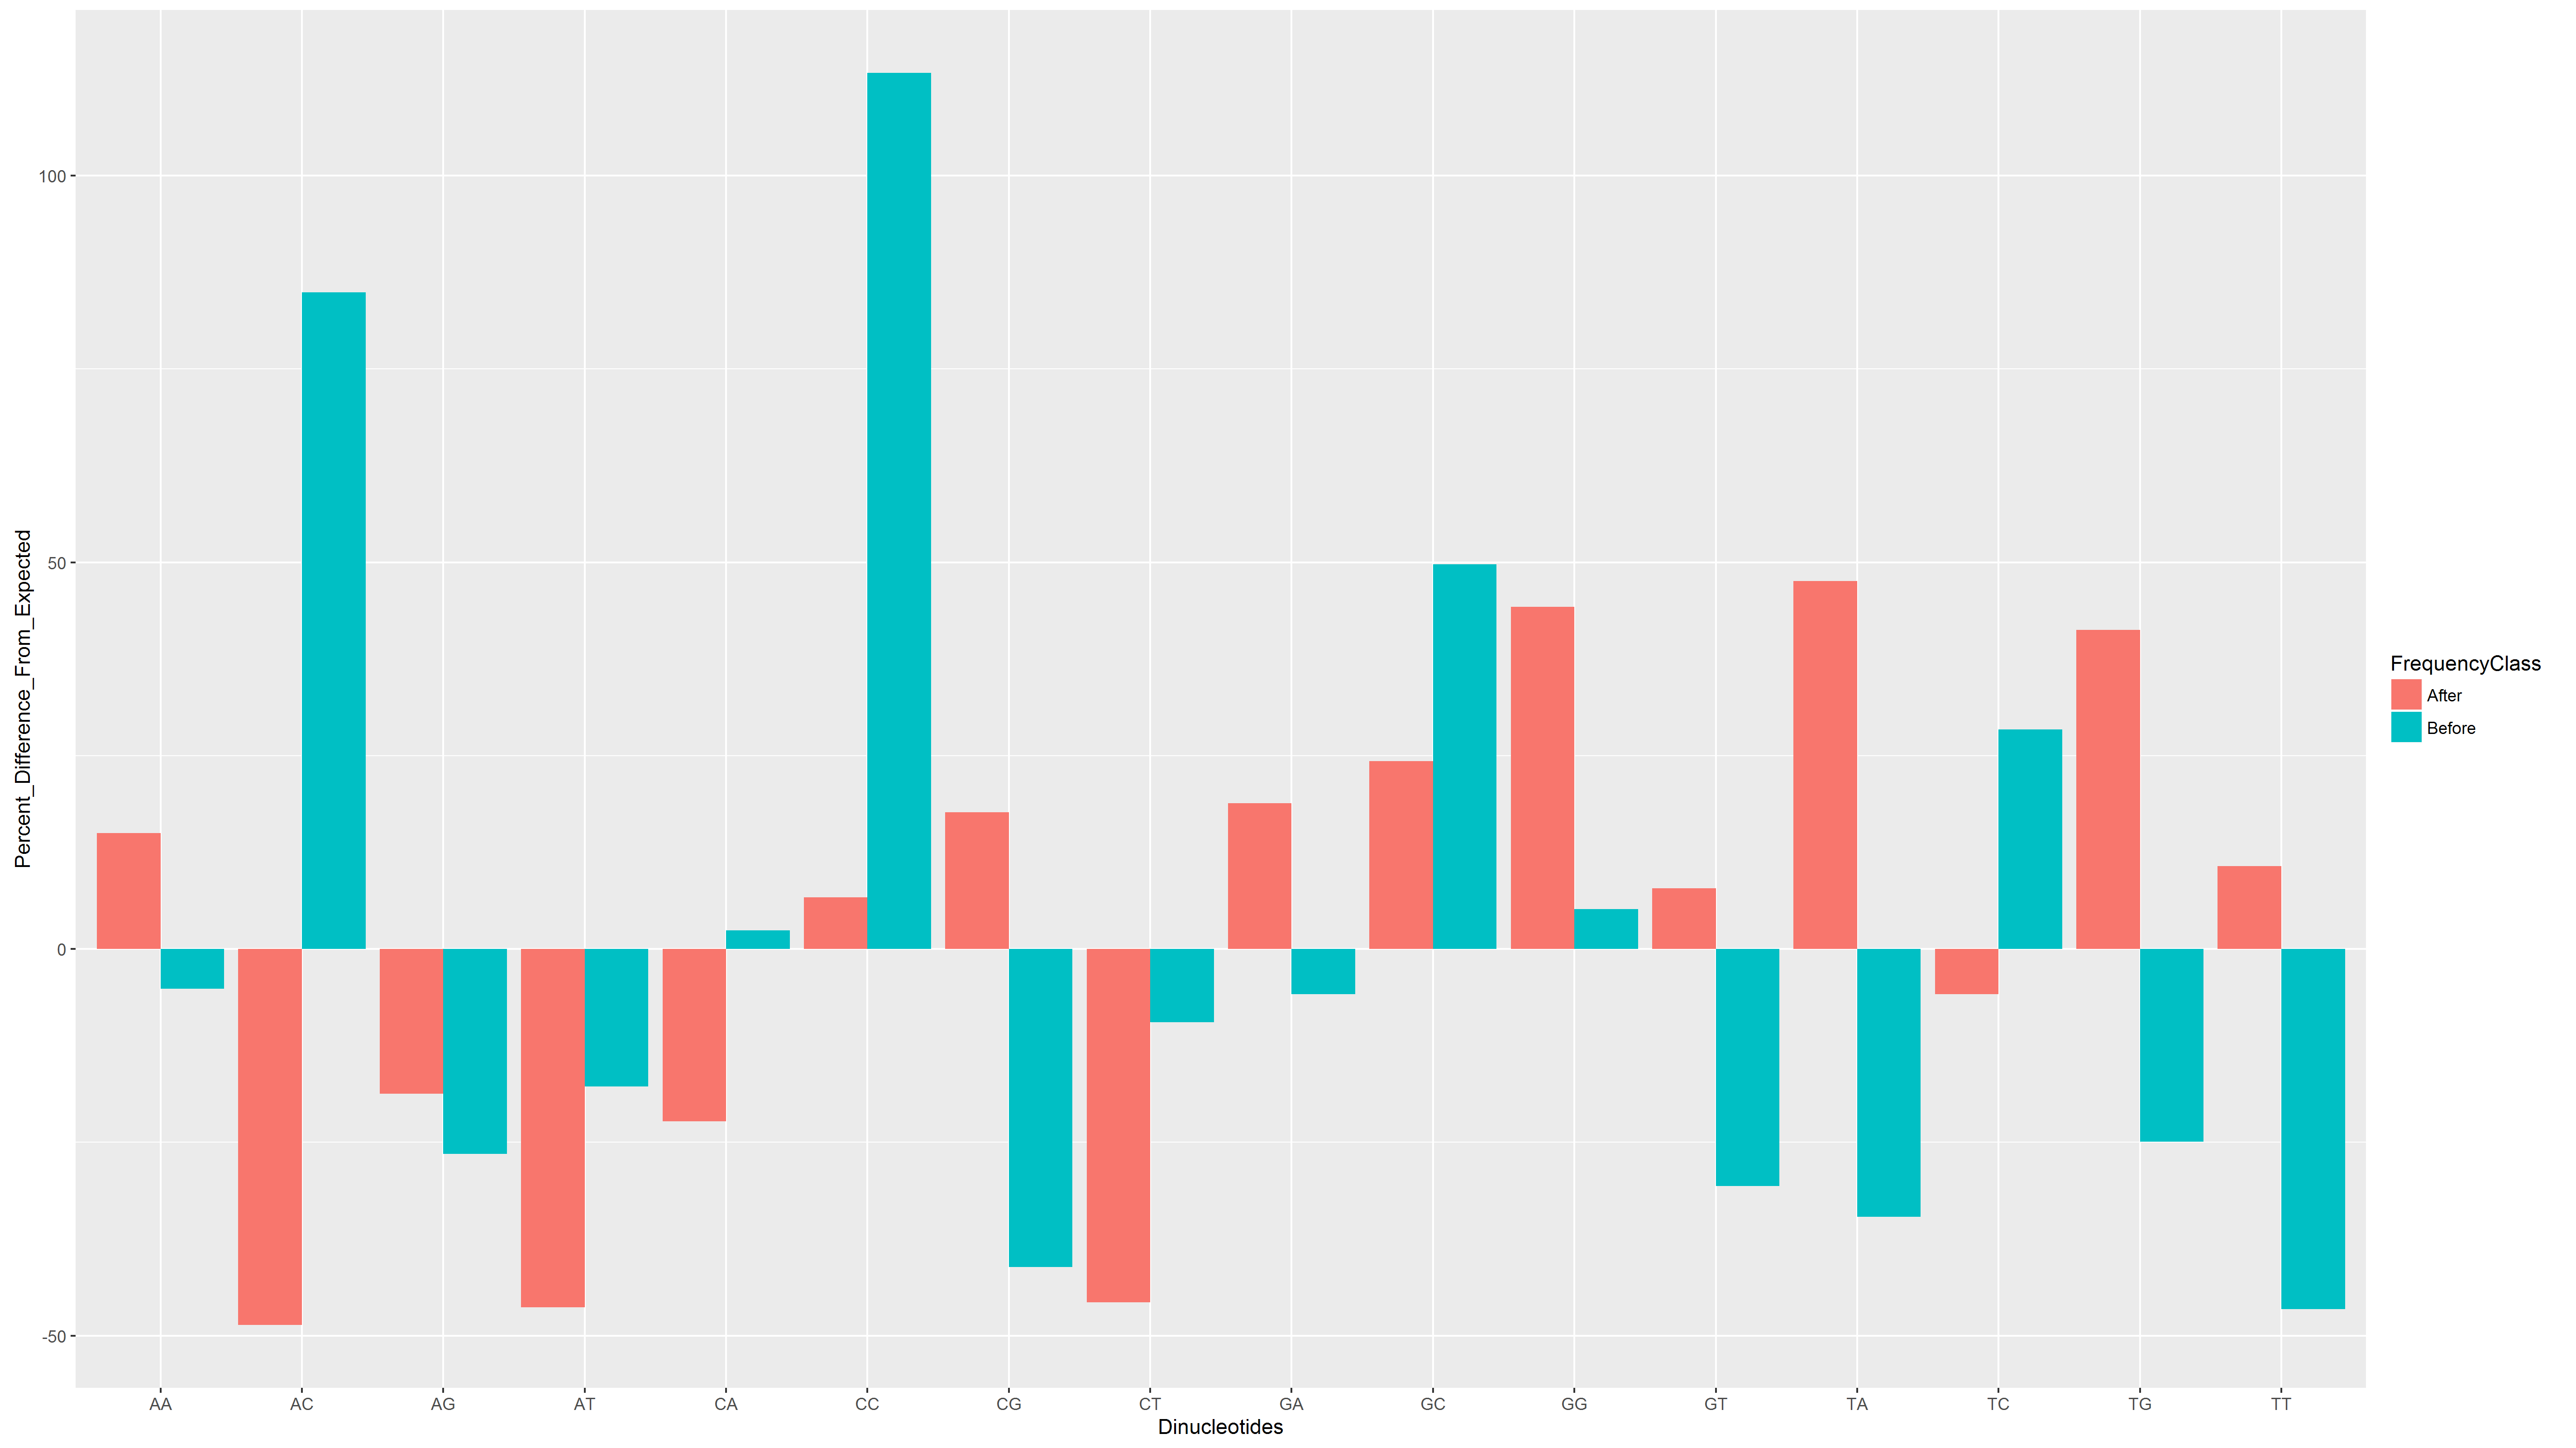 Percent_Difference_From_Expected
100
50
0
-50
AA AC AG AT CA CC CG CT GA GC GG GT TA TC TG TT
Dinucleotides
FrequencyClass
After
Before